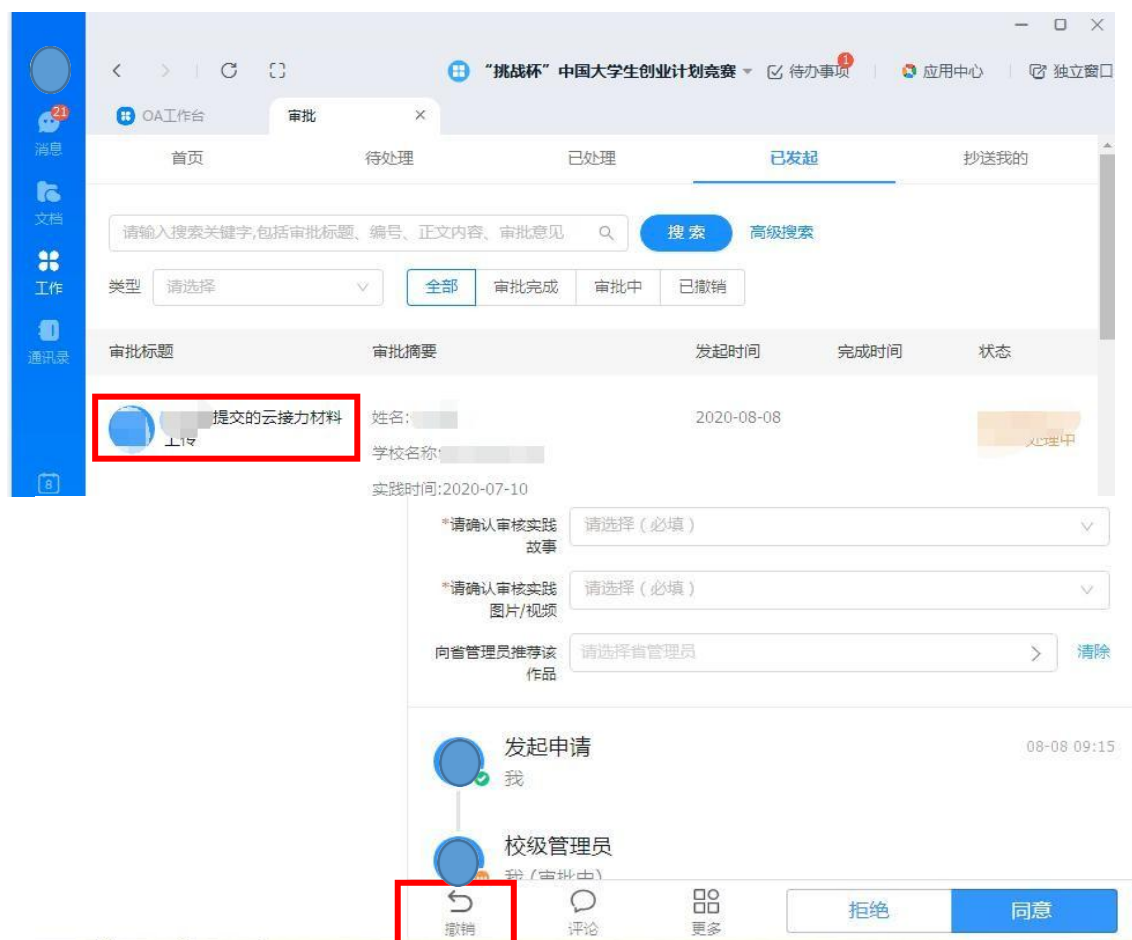 “挑战杯”中国大学生创业计划竞赛 待办事项 1 应用中心 独立窗口
21
消息
文档
工作
通讯录
8
OA工作台 审批 ×
首页 待处理 已处理 已发起 抄送我的
请输入搜索关键字,包括审批标题、编号、正文内容、审批意见 搜索 高级搜索
类型 请选择 全部 审批完成 审批中 已撤销
审批标题 审批摘要 发起时间 完成时间 状态
提交的云接力材料 姓名: 2020-08-08
上传 处理中
学校名称:
实践时间:2020-07-10
*请确认审核实践 请选择(必填)
故事
*请确认审核实践 请选择(必填)
图片/视频
向省管理员推荐该 请选择省管理员 清除
作品
发起申请 08-08 09:15
我
校级管理员
我(审批中)
撤销 评论 更多 拒绝 同意